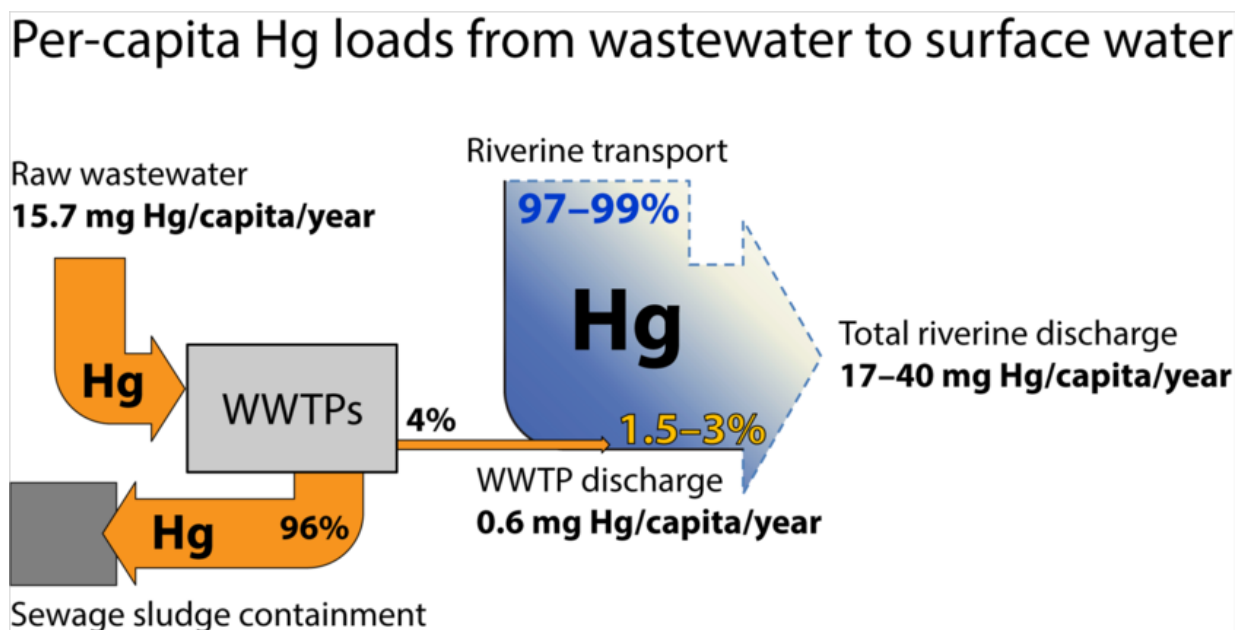 Per-capita Hg loads from wastewater to surface water
Riverine transport
Raw wastewater
15.7 mg Hg/capita/year
97–99%
Hg
Total riverine discharge
17–40 mg Hg/capita/year
Hg
WWTPs
4%
1.5–3%
WWTP discharge
0.6 mg Hg/capita/year
Hg
96%
Sewage sludge containment